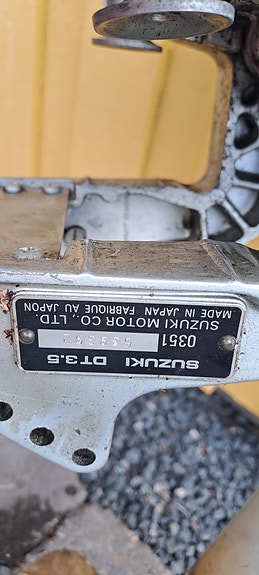 SUZUKI DT3.5
0351
SUZUKI MOTOR CO., LTD.
MADE IN JAPAN FABRIQUE AU JAPON